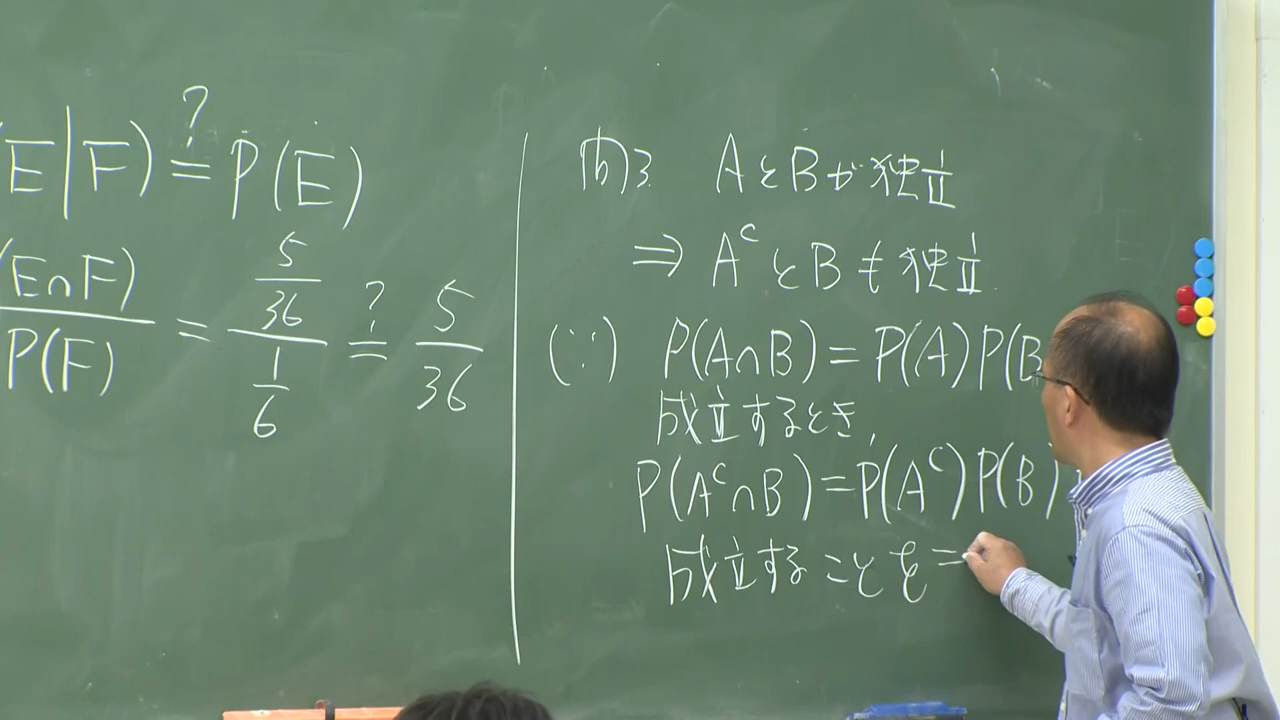 E|F) ?= P(E)
(E∩F)/P(F) = (5/36)/(1/6) ?= 5/36
問3. AとBが独立
⇒ A^cとBも独立.
(∵) P(A∩B)=P(A)P(B
成立するとき,
P(A^c∩B)=P(A^c)P(B)
成立することを